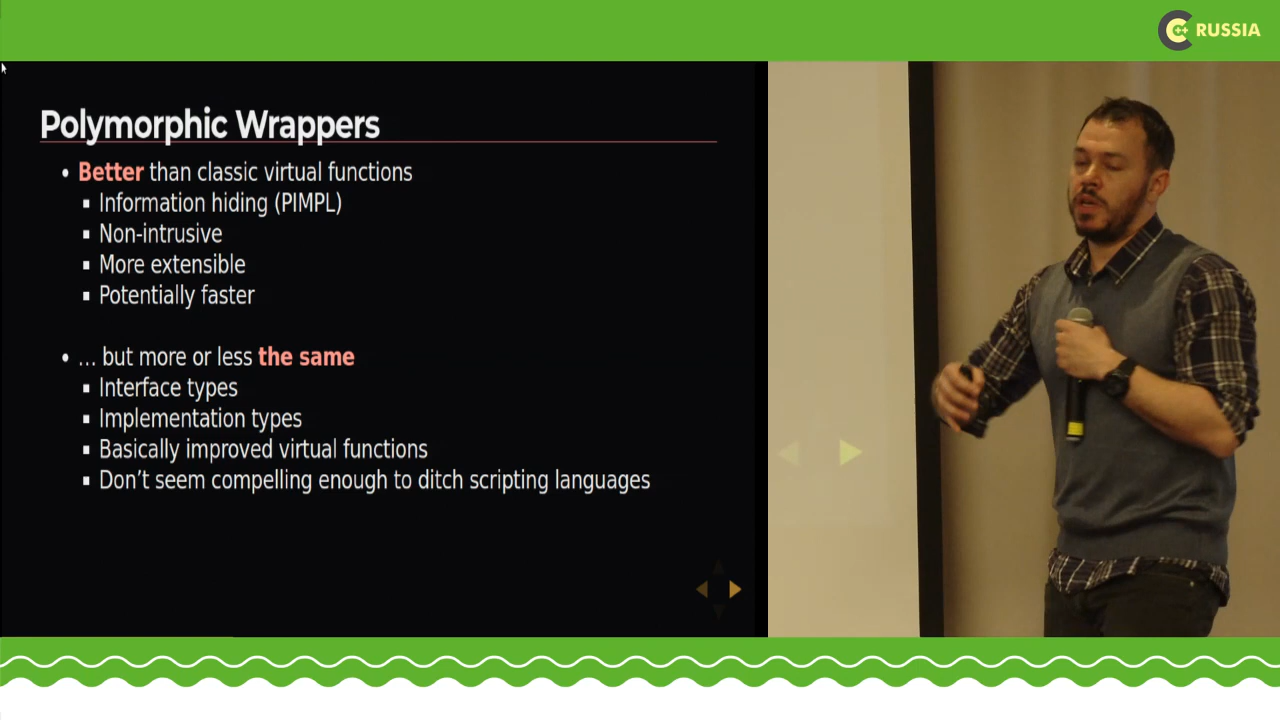 C++ RUSSIA
Polymorphic Wrappers
• Better than classic virtual functions
▪ Information hiding (PIMPL)
▪ Non-intrusive
▪ More extensible
▪ Potentially faster
• ... but more or less the same
▪ Interface types
▪ Implementation types
▪ Basically improved virtual functions
▪ Don't seem compelling enough to ditch scripting languages